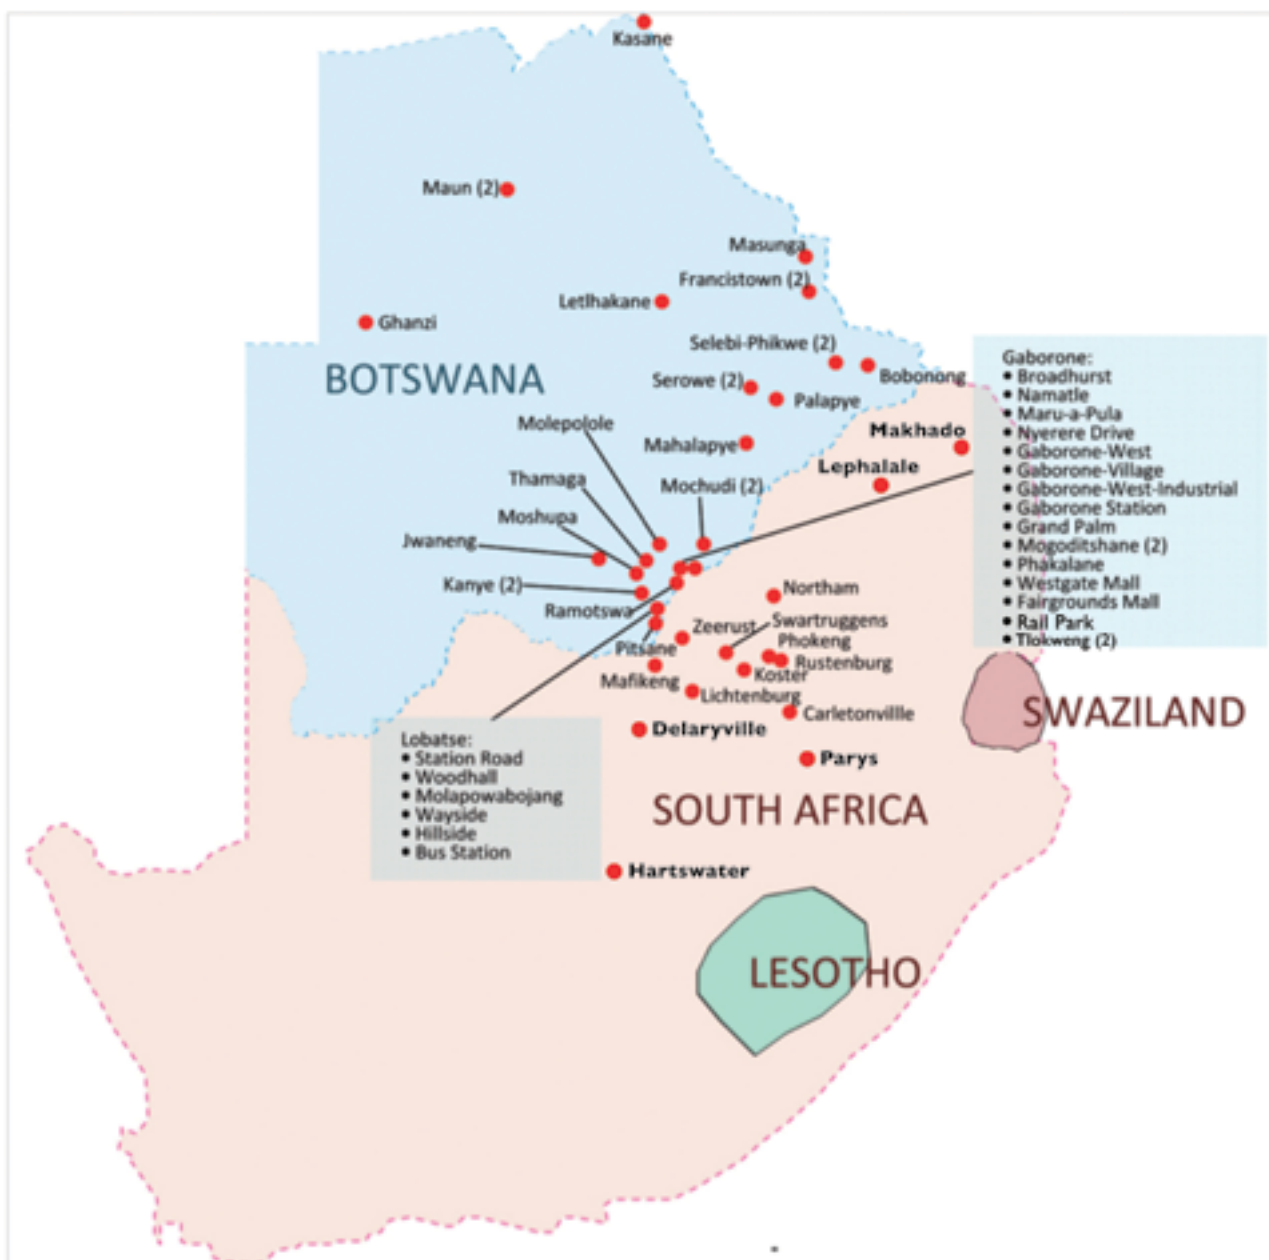 Kasane
Maun (2)
Masunga
Francistown (2)
Letlhakane
Ghanzi
Selebi-Phikwe (2)
BOTSWANA
Bobonong
Serowe (2)
Palapye
Molepolole
Makhado
Mahalapye
Lephalale
Thamaga
Mochudi (2)
Moshupa
Jwaneng
Kanye (2)
Ramotswa
Northam
Swartruggens
Zeerust
Phokeng
Pitsane
Rustenburg
Koster
Mafikeng
Lichtenburg
Carletonvillle
Delaryville
Parys
SOUTH AFRICA
Hartswater
LESOTHO
SWAZILAND
Gaborone:
• Broadhurst
• Namatle
• Maru-a-Pula
• Nyerere Drive
• Gaborone-West
• Gaborone-Village
• Gaborone-West-Industrial
• Gaborone Station
• Grand Palm
• Mogoditshane (2)
• Phakalane
• Westgate Mall
• Fairgrounds Mall
• Rail Park
• Tlokweng (2)
Lobatse:
• Station Road
• Woodhall
• Molapowabojang
• Wayside
• Hillside
• Bus Station